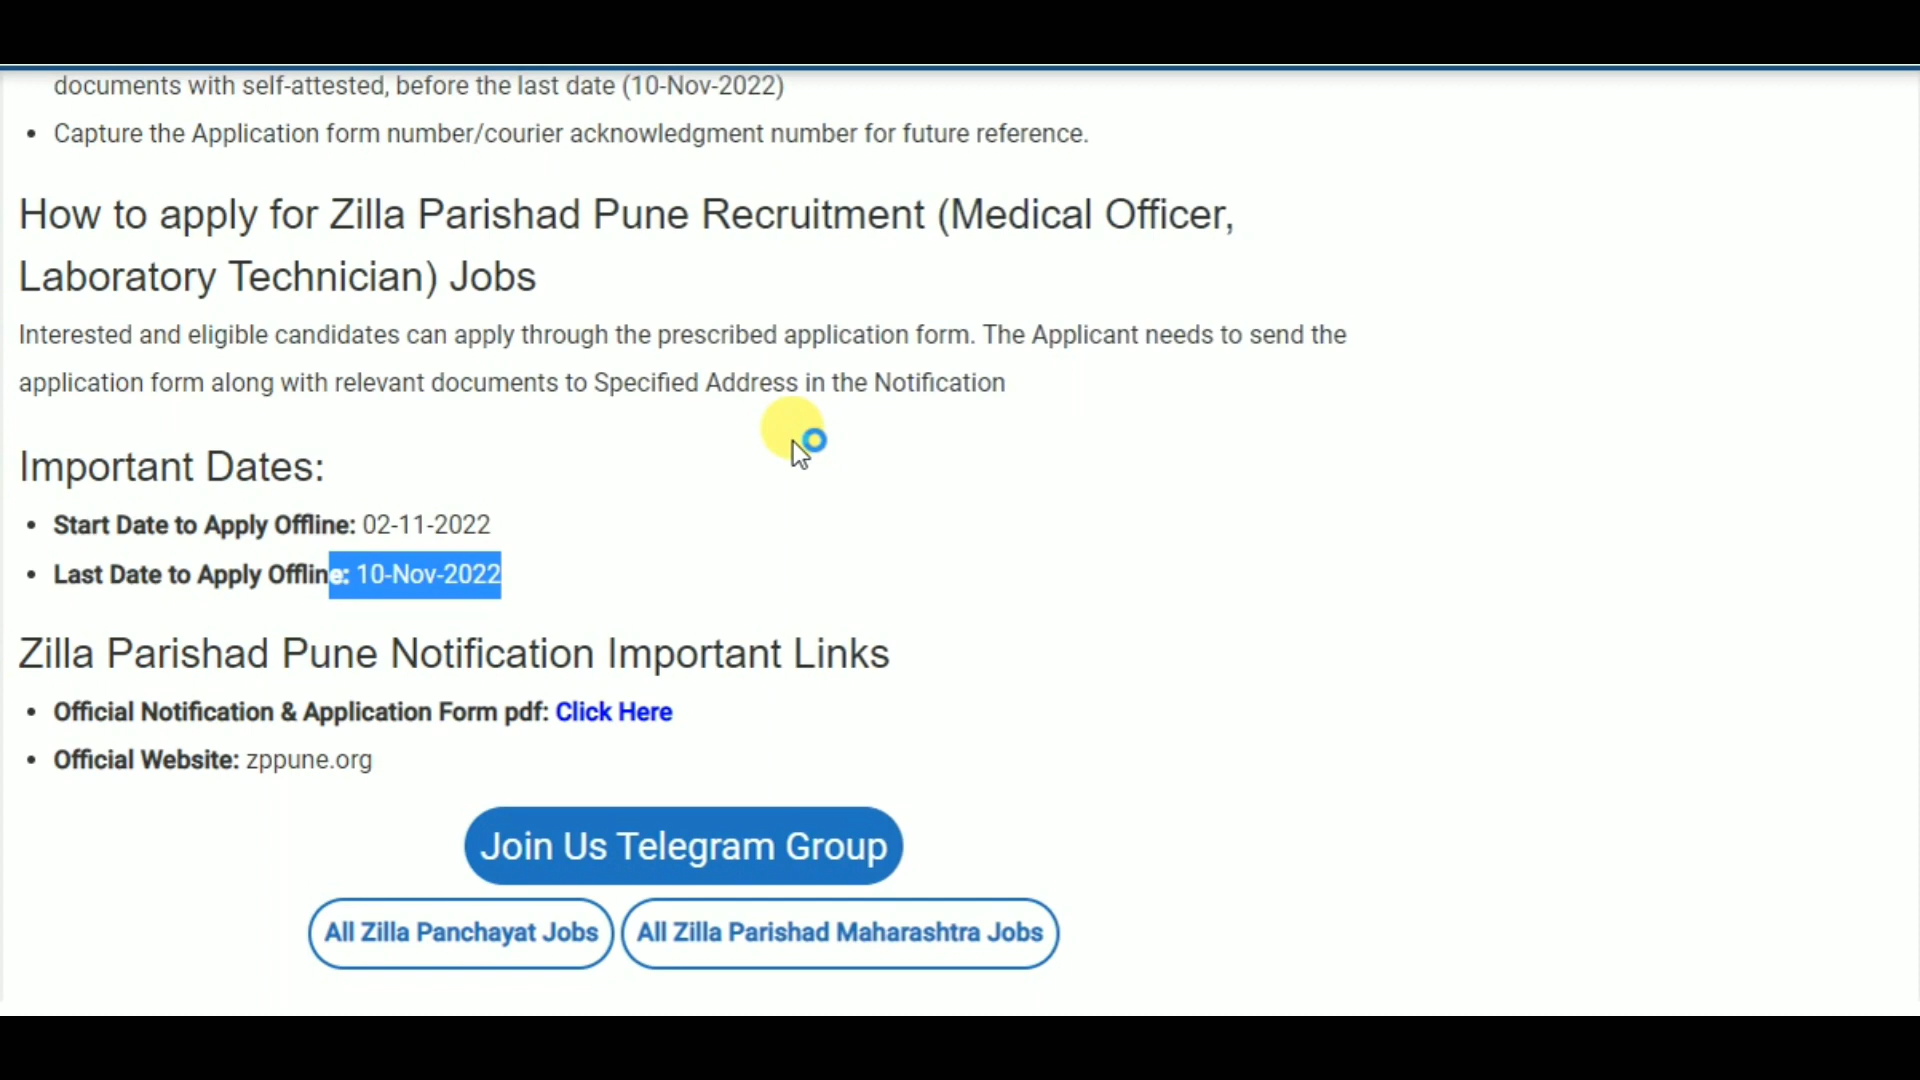 documents with self-attested, before the last date (10-Nov-2022)
• Capture the Application form number/courier acknowledgment number for future reference.
How to apply for Zilla Parishad Pune Recruitment (Medical Officer,
Laboratory Technician) Jobs
Interested and eligible candidates can apply through the prescribed application form. The Applicant needs to send the
application form along with relevant documents to Specified Address in the Notification
Important Dates:
• Start Date to Apply Offline: 02-11-2022
• Last Date to Apply Offline: 10-Nov-2022
Zilla Parishad Pune Notification Important Links
• Official Notification & Application Form pdf: Click Here
• Official Website: zppune.org
Join Us Telegram Group
All Zilla Panchayat Jobs All Zilla Parishad Maharashtra Jobs